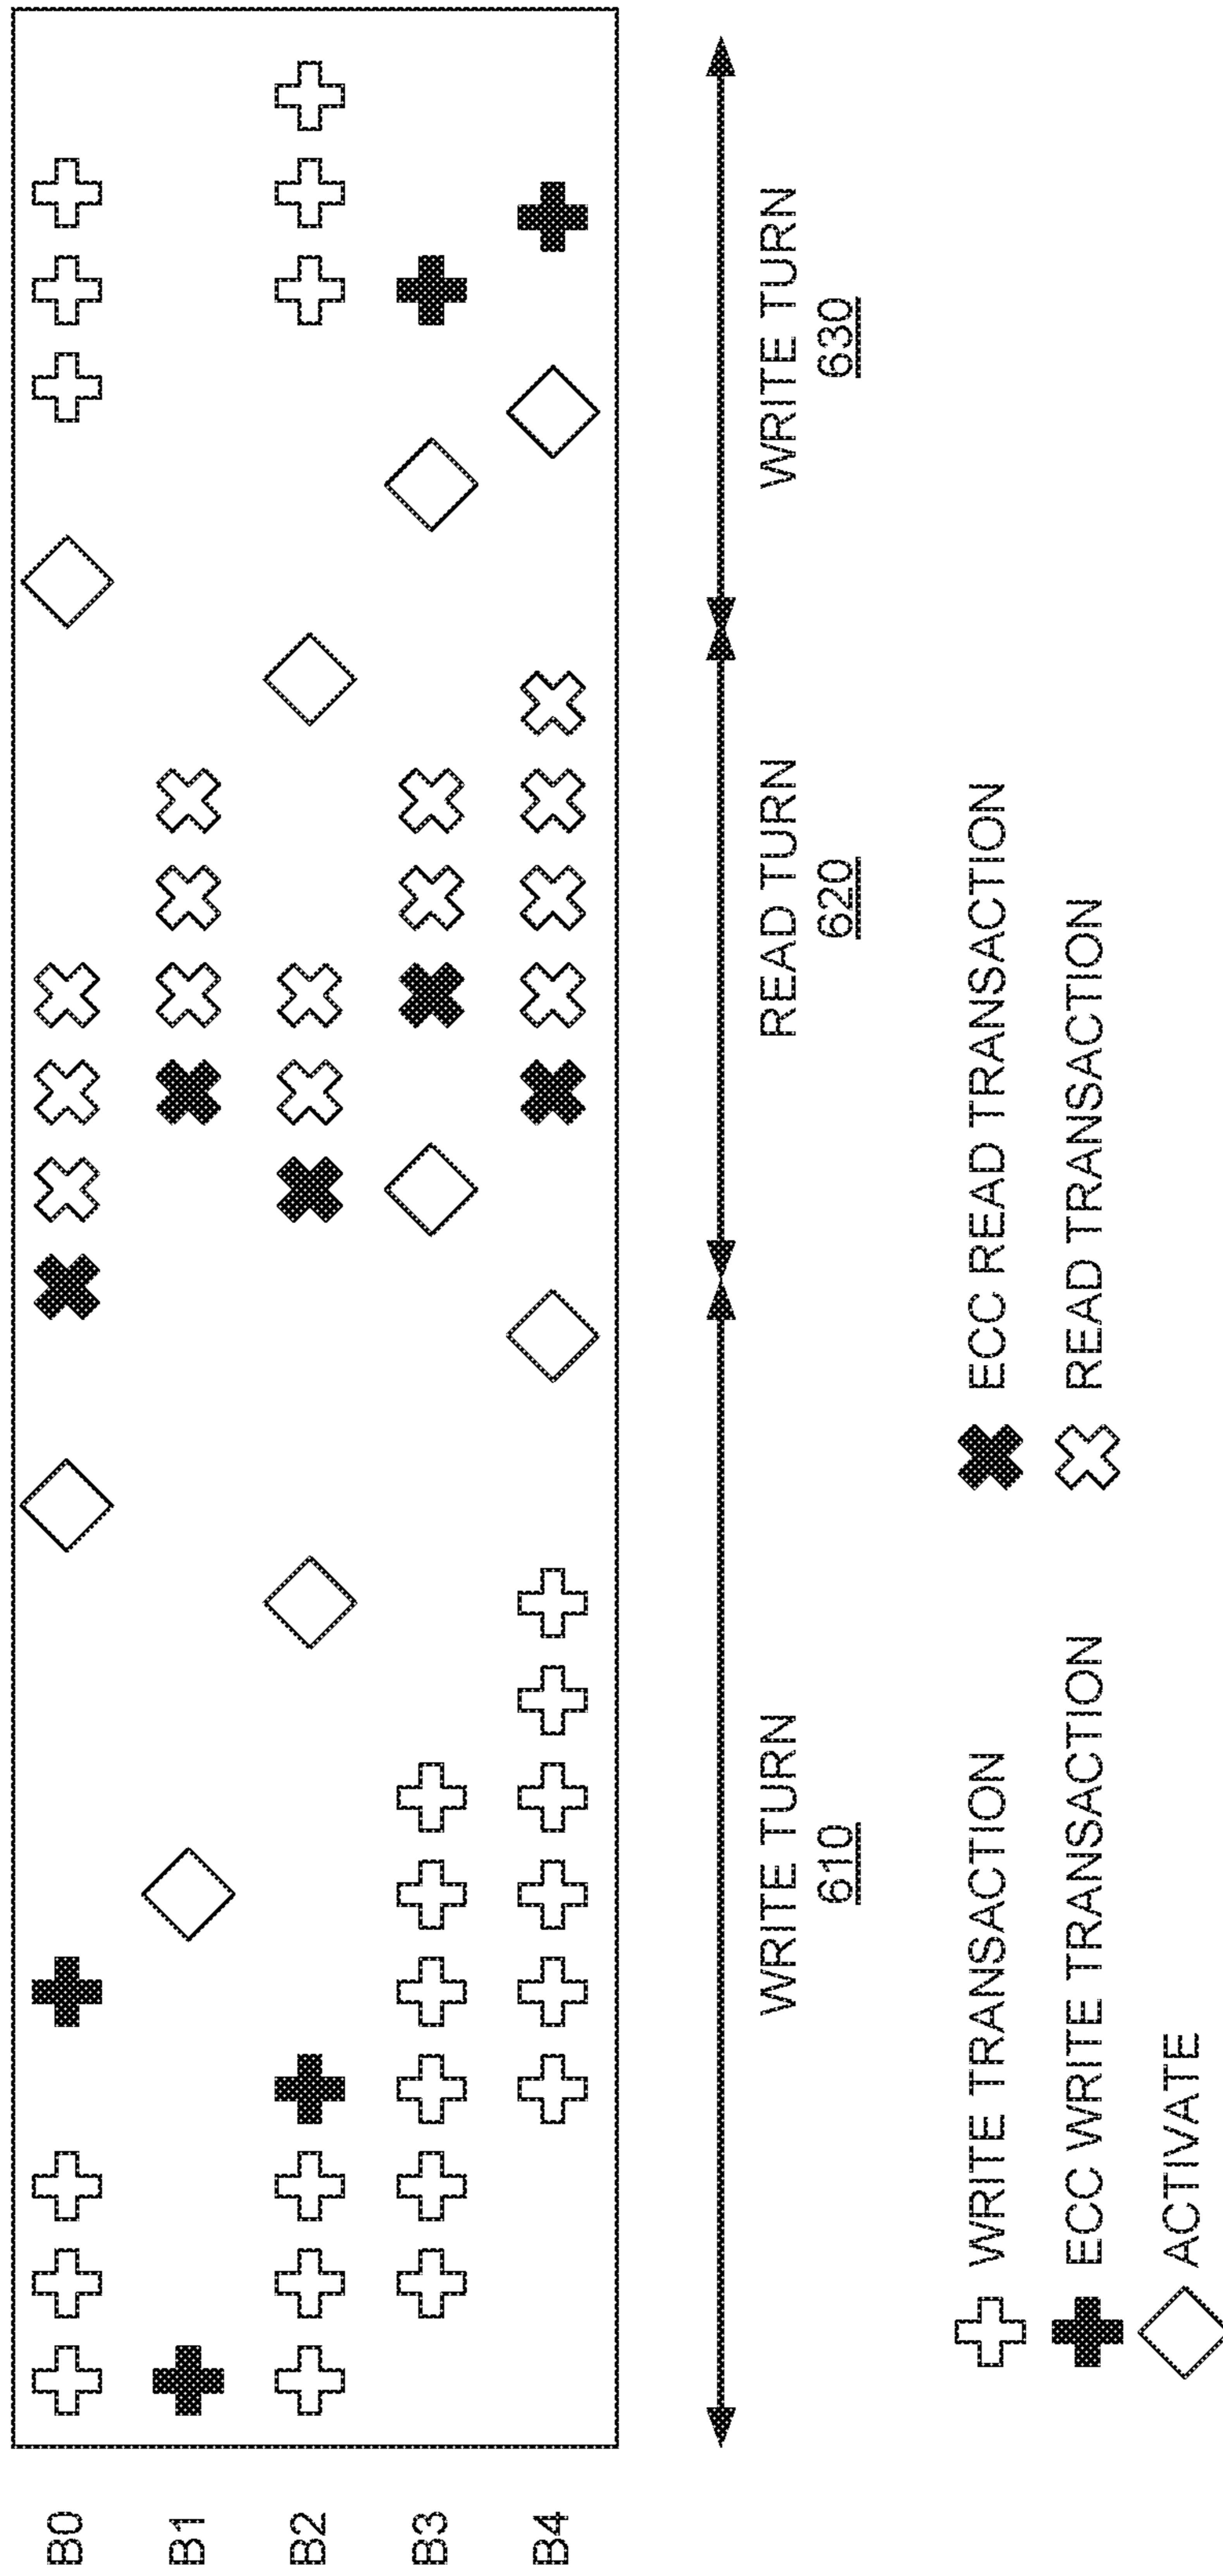 B0
B1
B2
B3
B4
WRITE TURN
610
READ TURN
620
WRITE TURN
630
WRITE TRANSACTION
ECC WRITE TRANSACTION
ACTIVATE
ECC READ TRANSACTION
READ TRANSACTION